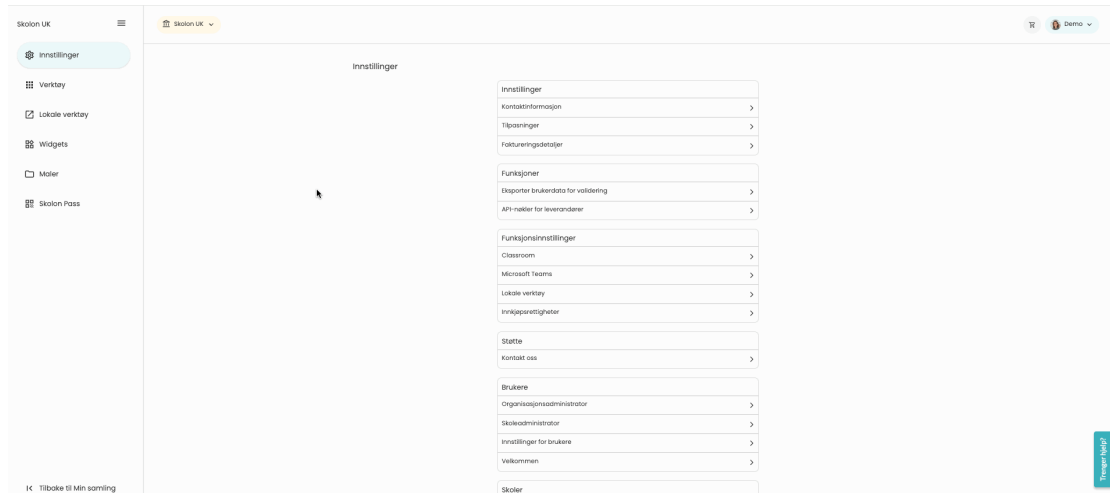 Skolon UK
Skolon UK
Demo
Innstillinger
Verktøy
Lokale verktøy
Widgets
Maler
Skolon Pass
Tilbake til Min samling
Innstillinger
Innstillinger
Kontaktinformasjon
Tilpasninger
Faktureringsdetaljer
Funksjoner
Eksporter brukerdata for validering
API-nøkler for leverandører
Funksjonsinnstillinger
Classroom
Microsoft Teams
Lokale verktøy
Innkjøpsrettigheter
Støtte
Kontakt oss
Brukere
Organisasjonsadministrator
Skoleadministrator
Innstillinger for brukere
Velkommen
Skoler
Trenger hjelp?